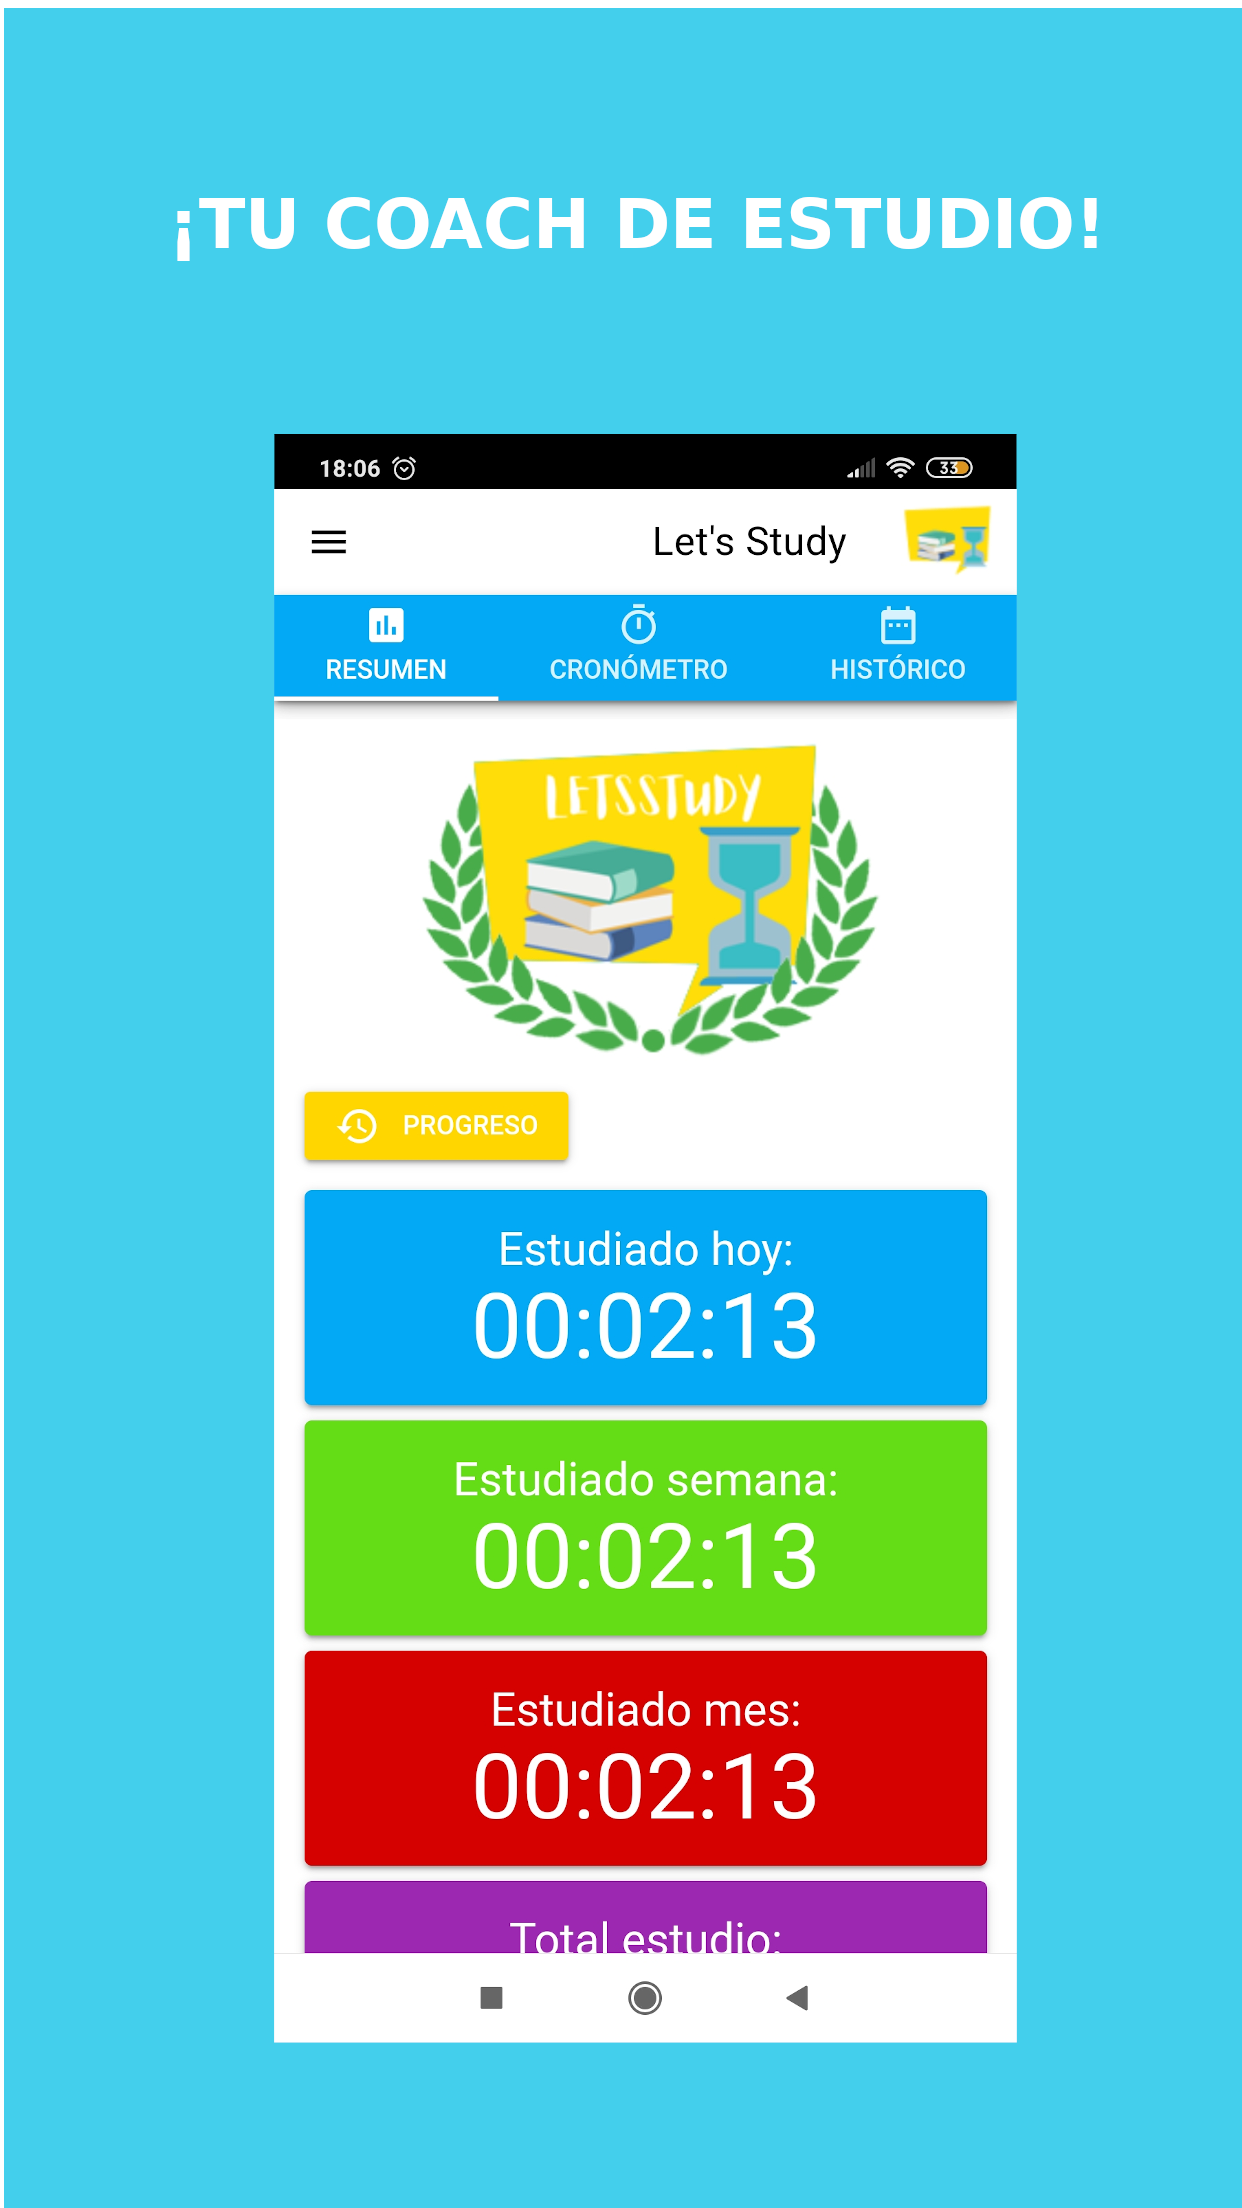 ¡TU COACH DE ESTUDIO!
18:06
33
Let's Study
RESUMEN
CRONÓMETRO
HISTÓRICO
LETSSTUDY
PROGRESO
Estudiado hoy:
00:02:13
Estudiado semana:
00:02:13
Estudiado mes:
00:02:13
Total estudio: